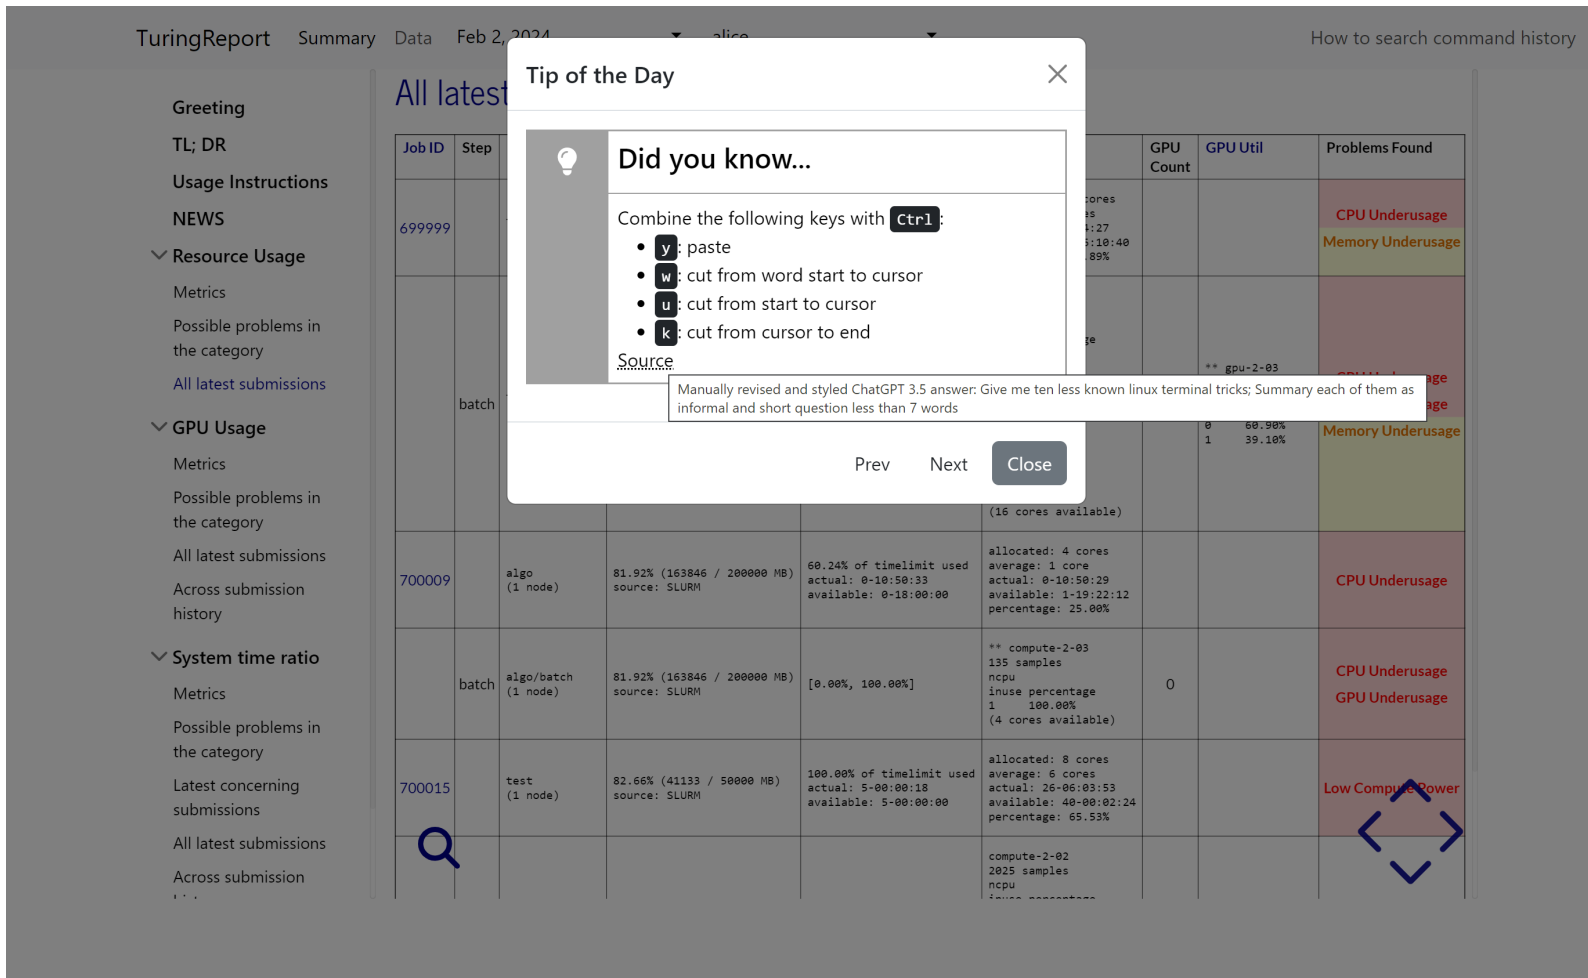 TuringReport Summary Data Feb 2, 2024 alice How to search command history
Tip of the Day
Did you know...
Combine the following keys with Ctrl:
• y: paste
• w: cut from word start to cursor
• u: cut from start to cursor
• k: cut from cursor to end
Source
Manually revised and styled ChatGPT 3.5 answer: Give me ten less known linux terminal tricks; Summary each of them as
informal and short question less than 7 words
Prev Next Close
Greeting
TL; DR
Usage Instructions
NEWS
Resource Usage
Metrics
Possible problems in
the category
All latest submissions
GPU Usage
Metrics
Possible problems in
the category
All latest submissions
Across submission
history
System time ratio
Metrics
Possible problems in
the category
Latest concerning
submissions
All latest submissions
Across submission
All latest
Job ID Step GPU
Count GPU Util Problems Found
699999
cores
:27
:10:40
89%
CPU Underusage
Memory Underusage
batch
(16 cores available)
** gpu-2-03
0 60.90%
1 39.10%
Memory Underusage
700009
algo
(1 node)
81.92% (163846 / 200000 MB)
source: SLURM
60.24% of timelimit used
actual: 0-10:50:33
available: 0-18:00:00
allocated: 4 cores
average: 1 core
actual: 0-10:50:29
available: 1-19:22:12
percentage: 25.00%
CPU Underusage
batch
algo/batch
(1 node)
81.92% (163846 / 200000 MB)
source: SLURM
[0.00%, 100.00%]
** compute-2-03
135 samples
ncpu
inuse percentage
1 100.00%
(4 cores available)
0
CPU Underusage
GPU Underusage
700015
test
(1 node)
82.66% (41133 / 50000 MB)
source: SLURM
100.00% of timelimit used
actual: 5-00:00:18
available: 5-00:00:00
allocated: 8 cores
average: 6 cores
actual: 26-06:03:53
available: 40-00:02:24
percentage: 65.53%
Low Compute Power
compute-2-02
2025 samples
ncpu
inuse percentage